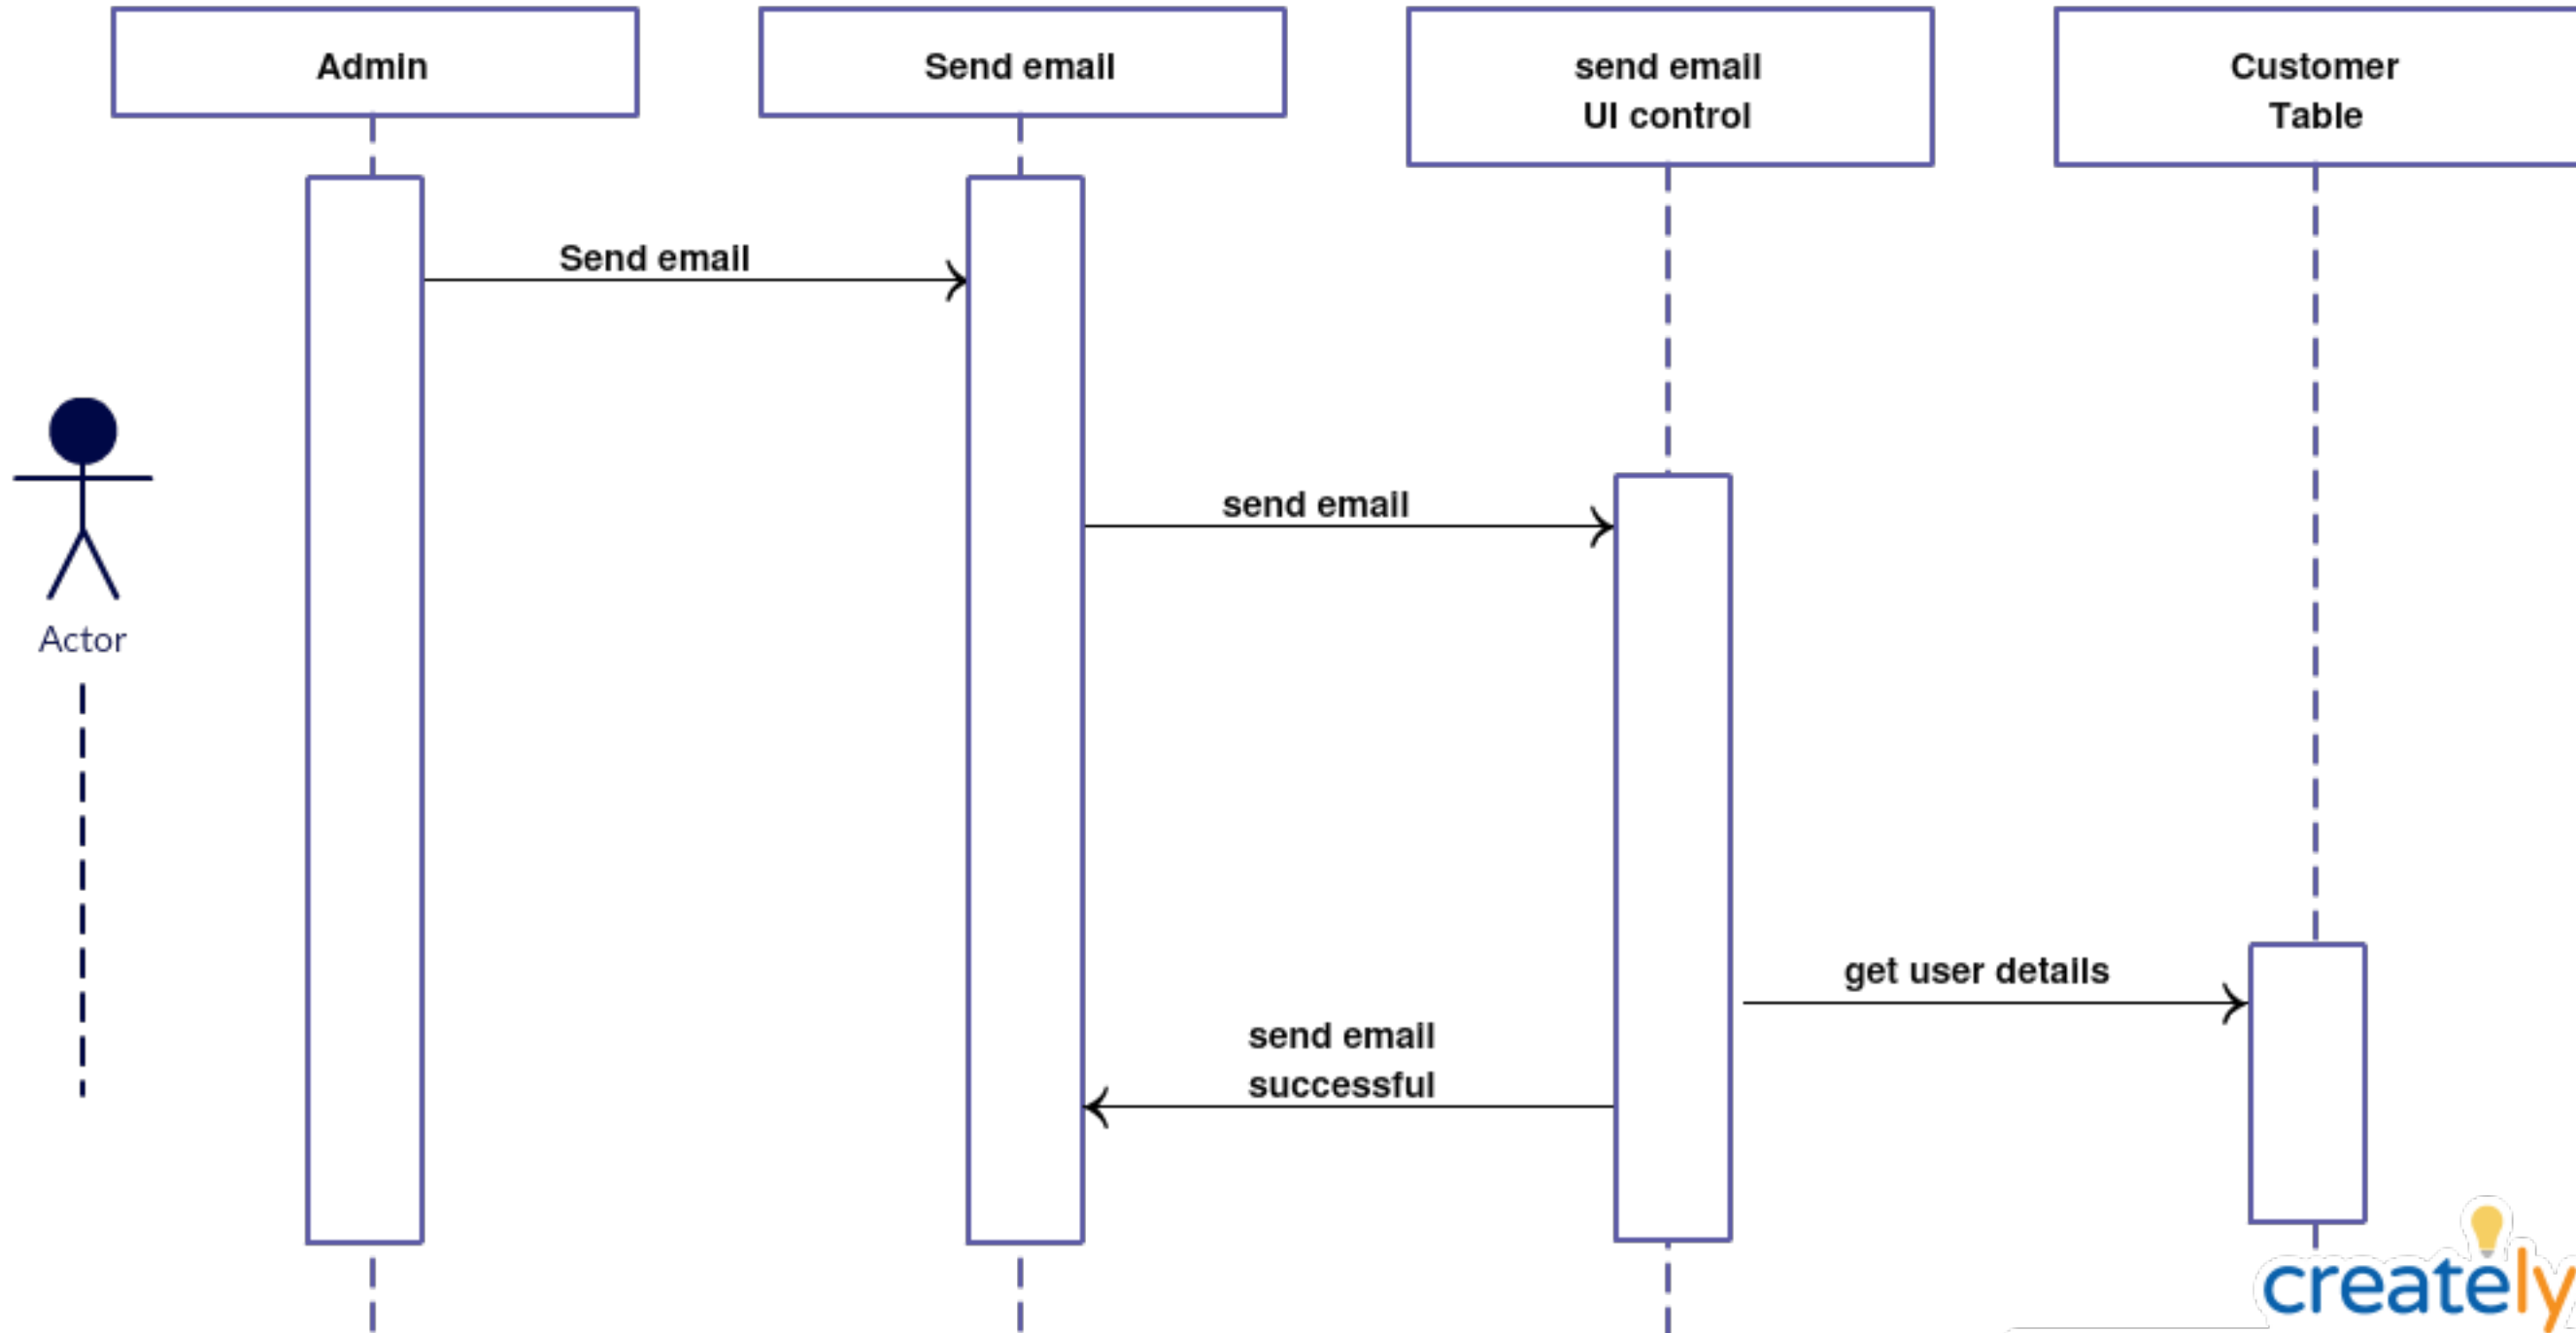 Admin
Send email
send email
UI control
Customer
Table
Send email
send email
Actor
get user details
send email
successful
creately